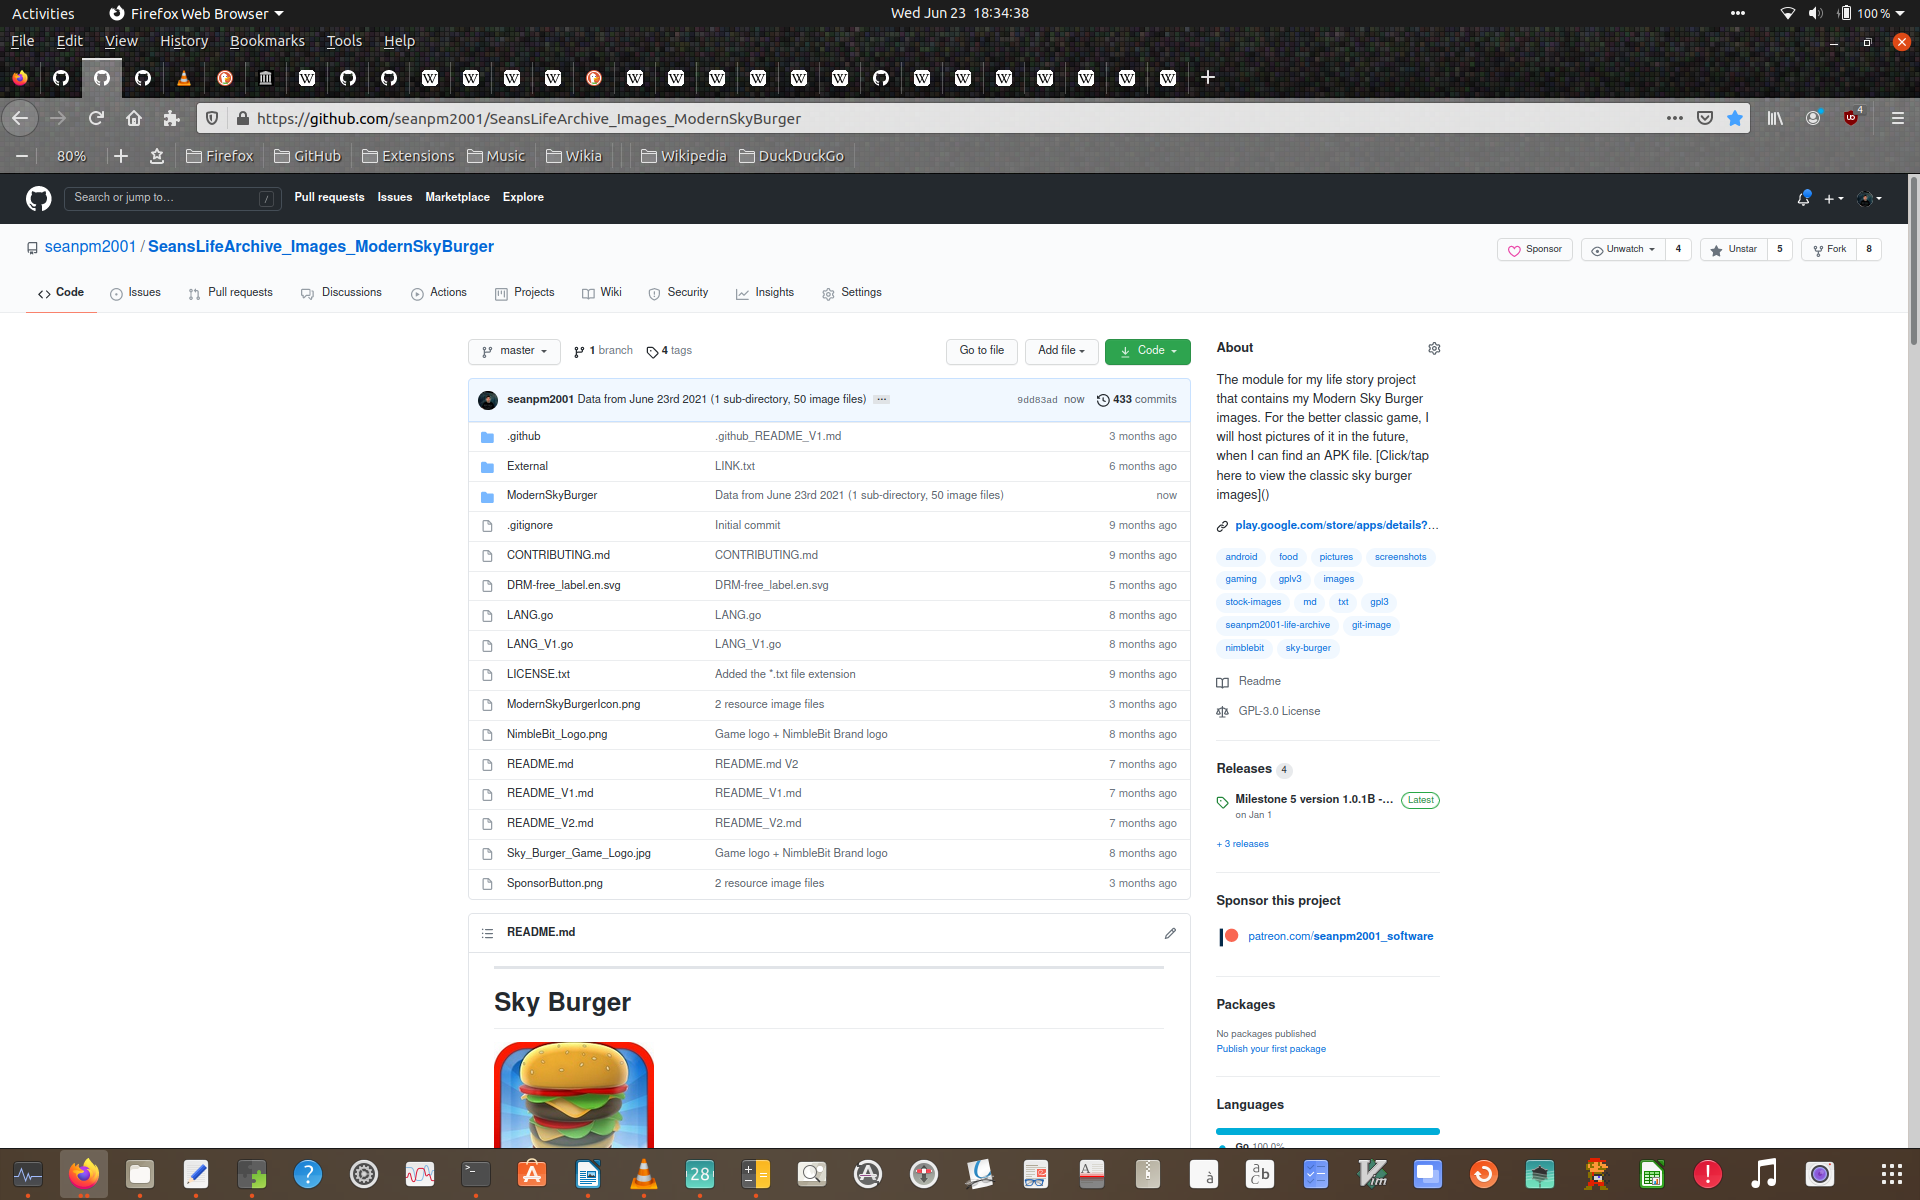 Activities Firefox Web Browser Wed Jun 23 18:34:38 100 %
File Edit View History Bookmarks Tools Help
https://github.com/seanpm2001/SeansLifeArchive_Images_ModernSkyBurger 4
80% Firefox GitHub Extensions Music Wikia Wikipedia DuckDuckGo
Search or jump to… / Pull requests Issues Marketplace Explore
seanpm2001 / SeansLifeArchive_Images_ModernSkyBurger Sponsor Unwatch 4 Unstar 5 Fork 8
Code Issues Pull requests Discussions Actions Projects Wiki Security Insights Settings
master 1 branch 4 tags Go to file Add file Code
seanpm2001 Data from June 23rd 2021 (1 sub-directory, 50 image files) 9dd83ad now 433 commits
.github .github_README_V1.md 3 months ago
External LINK.txt 6 months ago
ModernSkyBurger Data from June 23rd 2021 (1 sub-directory, 50 image files) now
.gitignore Initial commit 9 months ago
CONTRIBUTING.md CONTRIBUTING.md 9 months ago
DRM-free_label.en.svg DRM-free_label.en.svg 5 months ago
LANG.go LANG.go 8 months ago
LANG_V1.go LANG_V1.go 8 months ago
LICENSE.txt Added the *.txt file extension 9 months ago
ModernSkyBurgerIcon.png 2 resource image files 3 months ago
NimbleBit_Logo.png Game logo + NimbleBit Brand logo 8 months ago
README.md README.md V2 7 months ago
README_V1.md README_V1.md 7 months ago
README_V2.md README_V2.md 7 months ago
Sky_Burger_Game_Logo.jpg Game logo + NimbleBit Brand logo 8 months ago
SponsorButton.png 2 resource image files 3 months ago
README.md
Sky Burger
About
The module for my life story project
that contains my Modern Sky Burger
images. For the better classic game, I
will host pictures of it in the future,
when I can find an APK file. [Click/tap
here to view the classic sky burger
images]()
play.google.com/store/apps/details?…
android food pictures screenshots
gaming gplv3 images
stock-images md txt gpl3
seanpm2001-life-archive git-image
nimblebit sky-burger
Readme
GPL-3.0 License
Releases 4
Milestone 5 version 1.0.1B -… Latest
on Jan 1
+ 3 releases
Sponsor this project
patreon.com/seanpm2001_software
Packages
No packages published
Publish your first package
Languages
Go 100.0%
28